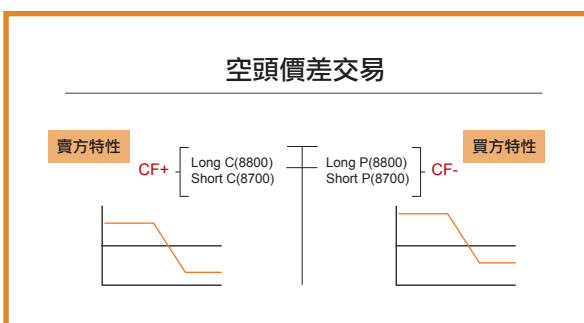 空頭價差交易
賣方特性
CF+
Long C(8800)
Short C(8700)
Long P(8800)
Short P(8700)
CF-
買方特性